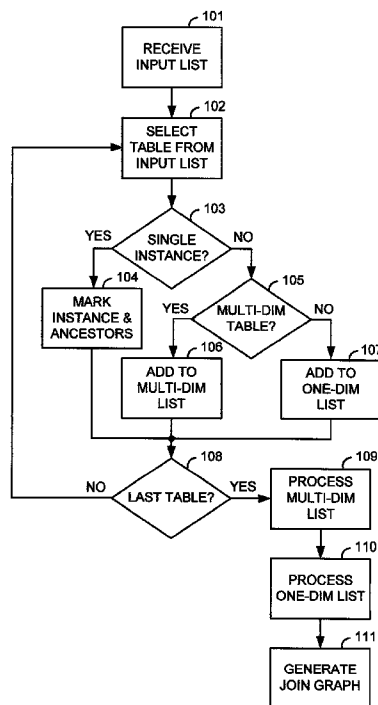 101
RECEIVE
INPUT LIST
102
SELECT
TABLE FROM
INPUT LIST
103
YES
SINGLE
INSTANCE?
NO
104
MARK
INSTANCE &
ANCESTORS
105
YES
MULTI-DIM
TABLE?
NO
106
ADD TO
MULTI-DIM
LIST
107
ADD TO
ONE-DIM
LIST
108
NO
LAST TABLE?
YES
109
PROCESS
MULTI-DIM
LIST
110
PROCESS
ONE-DIM LIST
111
GENERATE
JOIN GRAPH